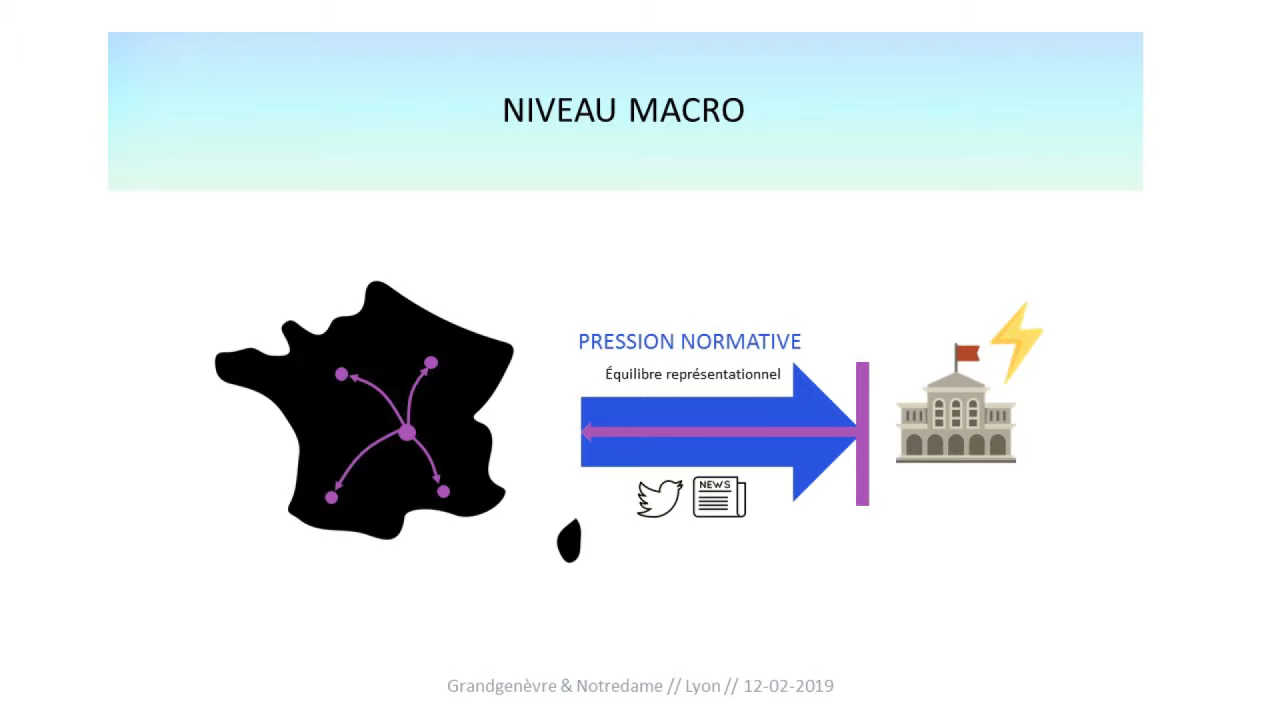 NIVEAU MACRO
PRESSION NORMATIVE
Équilibre représentationnel
NEWS
Grandgenèvre & Notredame // Lyon // 12-02-2019